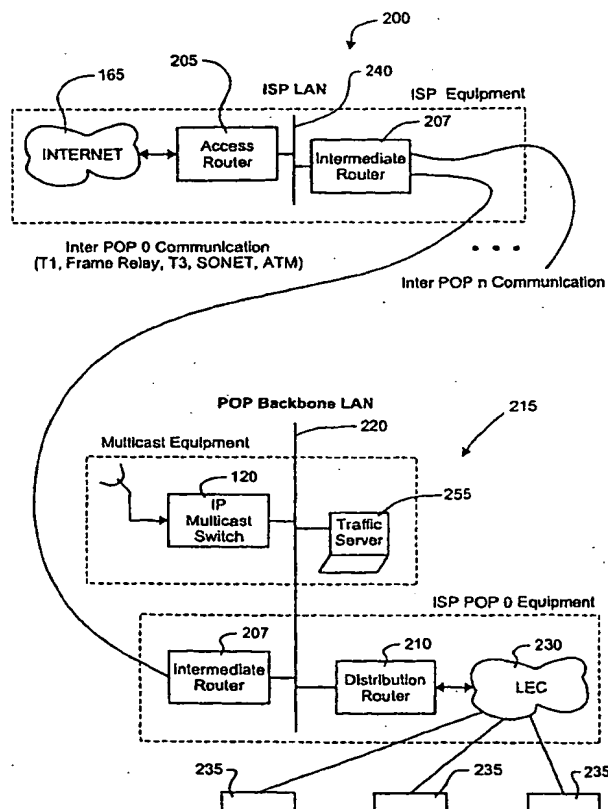 200
165
205
ISP LAN
240
ISP Equipment
207
INTERNET
Access
Router
Intermediate
Router
Inter POP 0 Communication
(T1, Frame Relay, T3, SONET, ATM)
Inter POP n Communication
POP Backbone LAN
220
215
Multicast Equipment
120
255
IP
Multicast
Switch
Traffic
Server
ISP POP 0 Equipment
207
210
230
Intermediate
Router
Distribution
Router
LEC
235
235
235